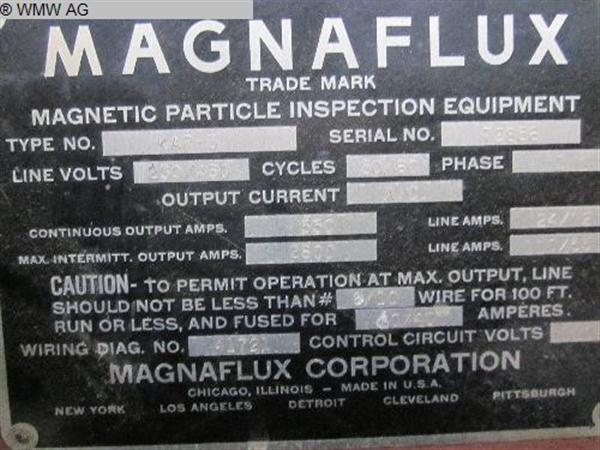 ® WMW AG
MAGNAFLUX
TRADE MARK
MAGNETIC PARTICLE INSPECTION EQUIPMENT
TYPE NO. SERIAL NO.
LINE VOLTS CYCLES PHASE
OUTPUT CURRENT
CONTINUOUS OUTPUT AMPS. LINE AMPS.
MAX. INTERMITT. OUTPUT AMPS. LINE AMPS.
CAUTION- TO PERMIT OPERATION AT MAX. OUTPUT, LINE
SHOULD NOT BE LESS THAN # WIRE FOR 100 FT.
RUN OR LESS, AND FUSED FOR AMPERES.
WIRING DIAG. NO. CONTROL CIRCUIT VOLTS
MAGNAFLUX CORPORATION
CHICAGO, ILLINOIS - MADE IN U.S.A.
NEW YORK LOS ANGELES DETROIT CLEVELAND PITTSBURGH